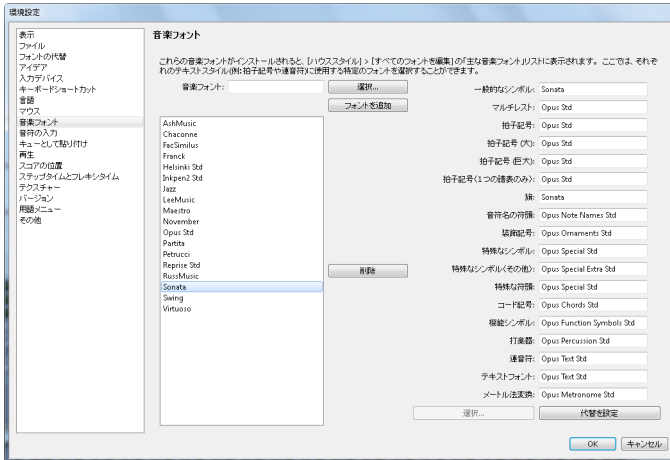 環境設定
表示
ファイル
フォントの代替
アイデア
入力デバイス
キーボードショートカット
言語
マウス
音楽フォント
音符の入力
キューとして貼り付け
再生
スコアの位置
ステップタイムとフレキシタイム
テクスチャー
バージョン
用語メニュー
その他
音楽フォント
これらの音楽フォントがインストールされると、[ハウススタイル] > [すべてのフォントを編集] の「主な音楽フォント」リストに表示されます。 ここでは、それぞ
れのテキストスタイル(例:拍子記号や連音符)に使用する特定のフォントを選択することができます。
音楽フォント:
選択...
フォントを追加
AshMusic
Chaconne
FacSimilus
Franck
Helsinki Std
Inkpen2 Std
Jazz
LeeMusic
Maestro
November
Opus Std
Partita
Petrucci
Reprise Std
RussMusic
Sonata
Swing
Virtuoso
削除
一般的なシンボル: Sonata
マルチレスト: Opus Std
拍子記号: Opus Std
拍子記号 (大): Opus Std
拍子記号 (巨大): Opus Std
拍子記号(1つの譜表のみ): Opus Std
旗: Sonata
音符名の符頭: Opus Note Names Std
装飾記号: Opus Ornaments Std
特殊なシンボル: Opus Special Std
特殊なシンボル(その他): Opus Special Extra Std
特殊な符頭: Opus Special Std
コード記号: Opus Chords Std
機能シンボル: Opus Function Symbols Std
打楽器: Opus Percussion Std
連音符: Opus Text Std
テキストフォント: Opus Text Std
メートル法変換: Opus Metronome Std
選択...
代替を設定
OK
キャンセル